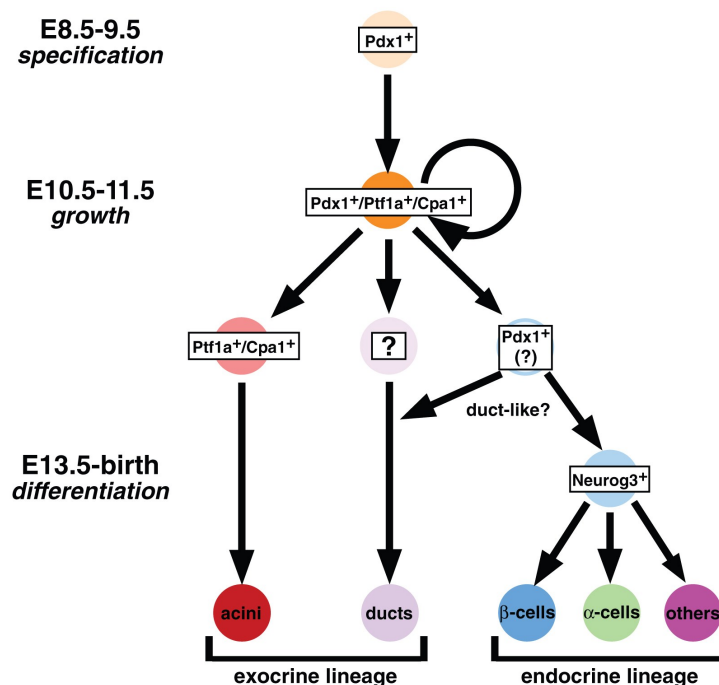 E8.5-9.5
specification
Pdx1⁺
E10.5-11.5
growth
Pdx1⁺/Ptf1a⁺/Cpa1⁺
Ptf1a⁺/Cpa1⁺
?
Pdx1⁺
(?)
duct-like?
E13.5-birth
differentiation
Neurog3⁺
acini
ducts
β-cells
α-cells
others
exocrine lineage
endocrine lineage